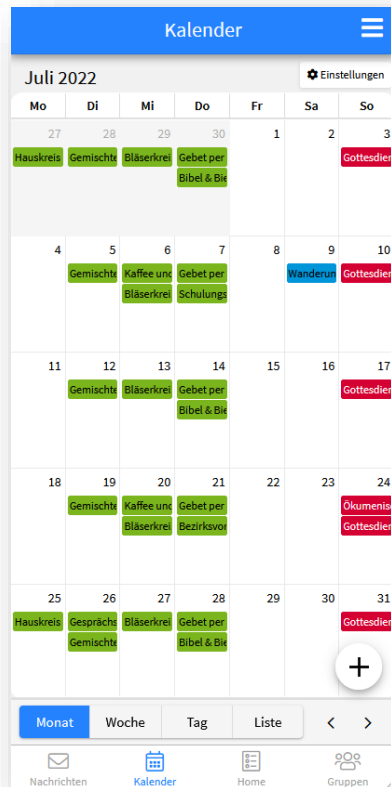 Kalender
Juli 2022
Einstellungen
Mo Di Mi Do Fr Sa So
27 28 29 30 1 2 3
Hauskreis Gemischte Bläserkrei Gebet per Gottesdien
Bibel & Bie
4 5 6 7 8 9 10
Gemischte Kaffee und Gebet per Wanderun Gottesdien
Bläserkrei Schulungs
11 12 13 14 15 16 17
Gemischte Bläserkrei Gebet per Gottesdien
Bibel & Bie
18 19 20 21 22 23 24
Gemischte Kaffee und Gebet per Ökumenisc
Bläserkrei Bezirksvor Gottesdien
25 26 27 28 29 30 31
Hauskreis Gesprächs Bläserkrei Gebet per Gottesdien
Gemischte Bibel & Bie
+
Monat Woche Tag Liste < >
Nachrichten Kalender Home Gruppen